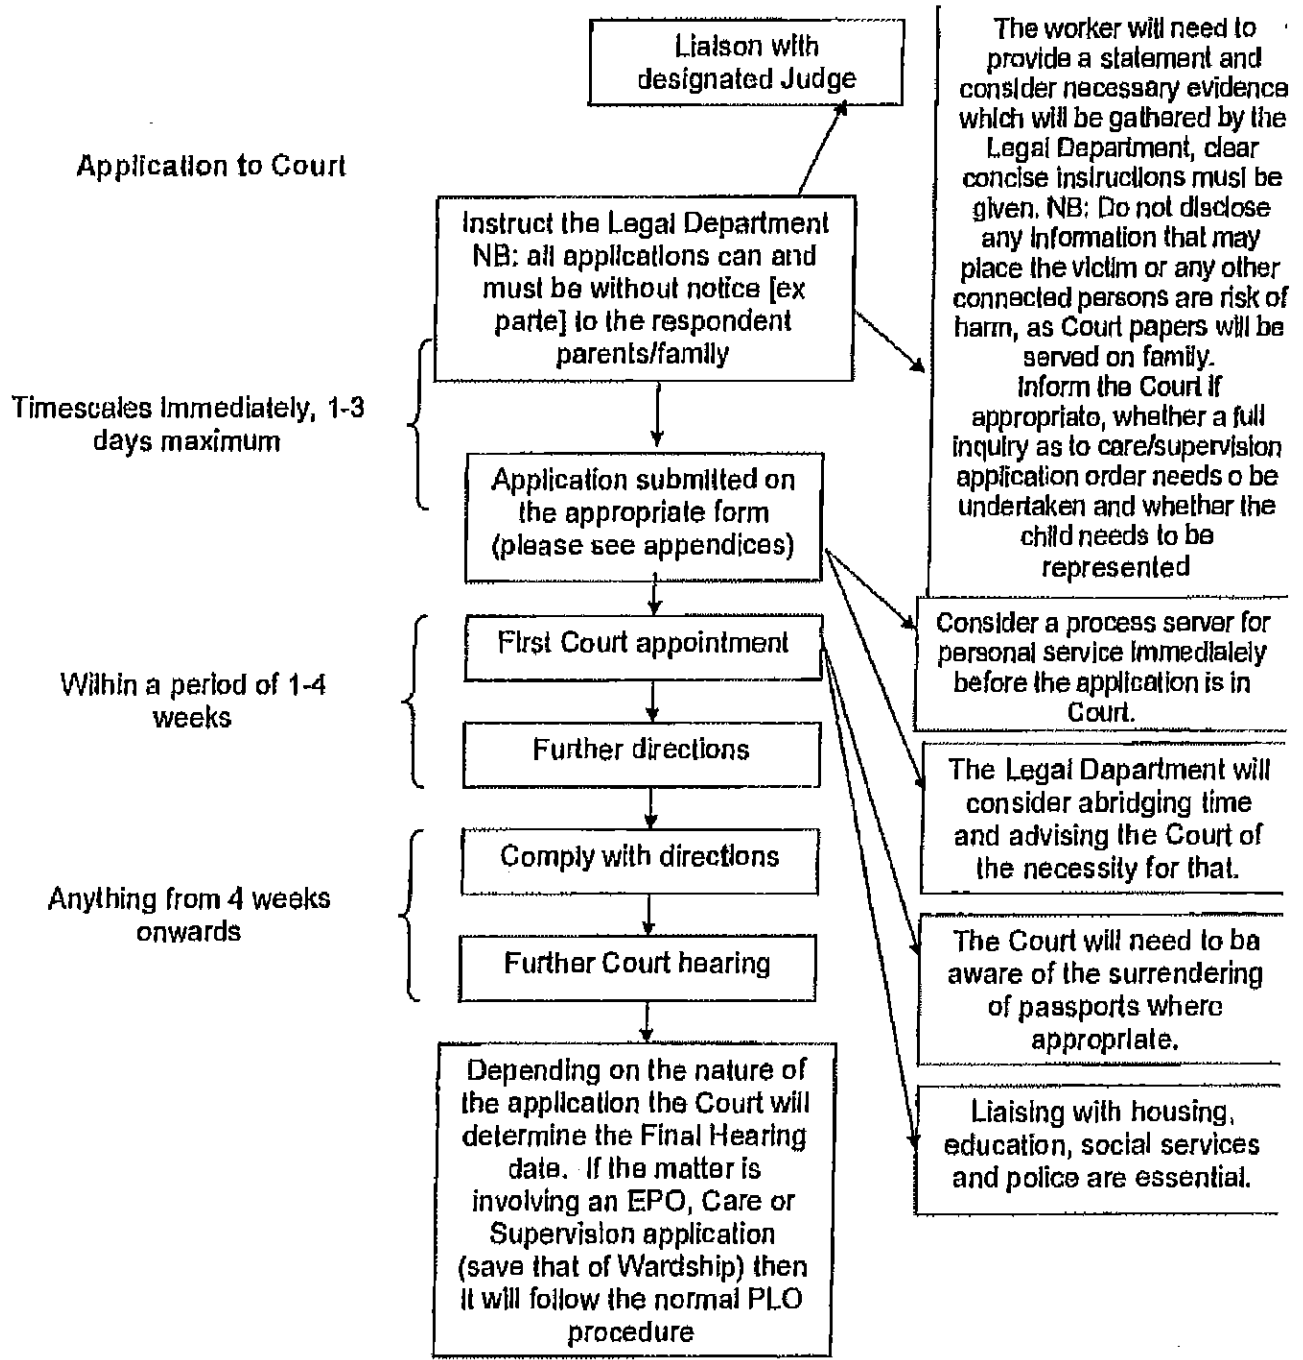 Liaison with
designated Judge
Application to Court
Instruct the Legal Department
NB: all applications can and
must be without notice [ex
parte] to the respondent
parents/family
Timescales immediately, 1-3
days maximum
Application submitted on
the appropriate form
(please see appendices)
First Court appointment
Within a period of 1-4
weeks
Further directions
Comply with directions
Anything from 4 weeks
onwards
Further Court hearing
Depending on the nature of
the application the Court will
determine the Final Hearing
date. If the matter is
involving an EPO, Care or
Supervision application
(save that of Wardship) then
it will follow the normal PLO
procedure
The worker will need to
provide a statement and
consider necessary evidence
which will be gathered by the
Legal Department, clear
concise instructions must be
given. NB: Do not disclose
any information that may
place the victim or any other
connected persons are risk of
harm, as Court papers will be
served on family.
Inform the Court if
appropriate, whether a full
inquiry as to care/supervision
application order needs o be
undertaken and whether the
child needs to be
represented
Consider a process server for
personal service immediately
before the application is in
Court.
The Legal Department will
consider abridging time
and advising the Court of
the necessity for that.
The Court will need to be
aware of the surrendering
of passports where
appropriate.
Liaising with housing,
education, social services
and police are essential.